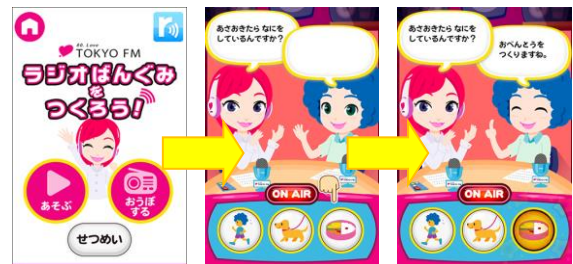 TOKYO FM
ラジオばんぐみ
を
つくろう!
あそぶ
おうぼ
する
せつめい
あさおきたら なにを
しているんですか？
ON AIR
あさおきたら なにを
しているんですか？
おべんとうを
つくりますね。
ON AIR